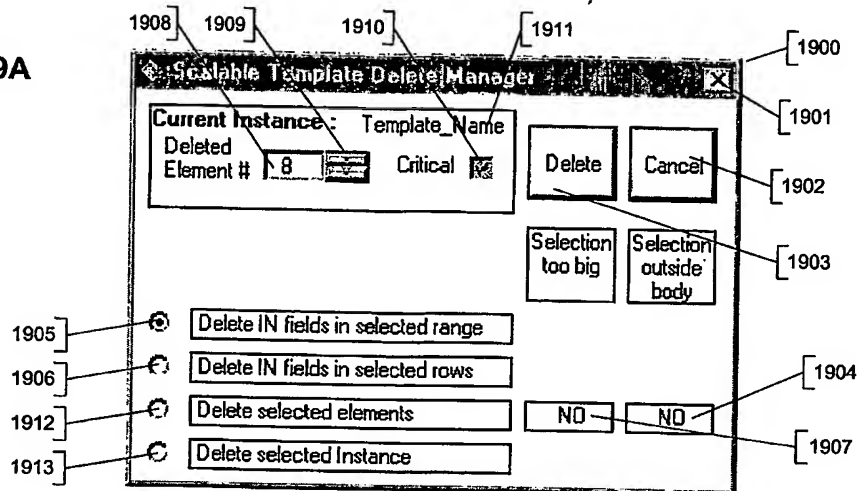 1908 1909 1910 1911 1900
9A
Scalable Template Delete Manager
1901
Current Instance : Template_Name
Deleted
Element # 8 Critical
Delete Cancel
1902
Selection too big
Selection outside body
1903
1905 Delete IN fields in selected range
1906 Delete IN fields in selected rows
1904
1912 Delete selected elements NO NO
1907
1913 Delete selected Instance